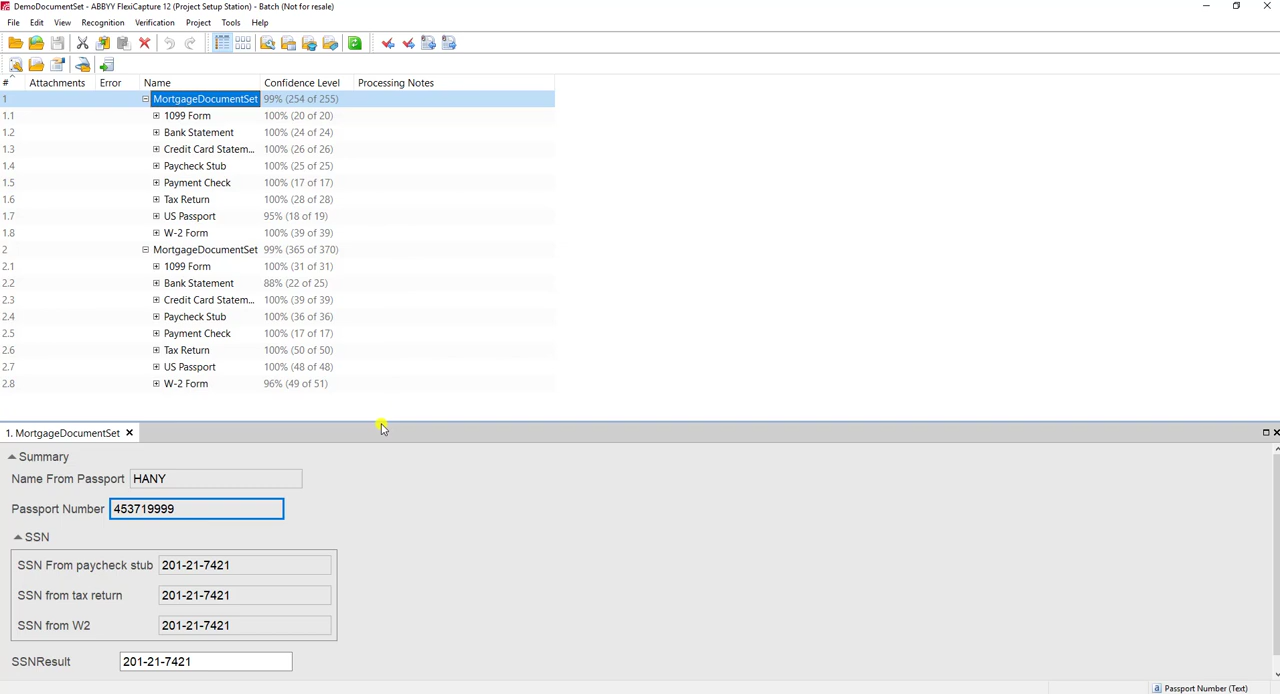 DemoDocumentSet - ABBYY FlexiCapture 12 (Project Setup Station) - Batch (Not for resale)
File Edit View Recognition Verification Project Tools Help
# Attachments Error Name Confidence Level Processing Notes
1 MortgageDocumentSet 99% (254 of 255)
1.1 1099 Form 100% (20 of 20)
1.2 Bank Statement 100% (24 of 24)
1.3 Credit Card Statem... 100% (26 of 26)
1.4 Paycheck Stub 100% (25 of 25)
1.5 Payment Check 100% (17 of 17)
1.6 Tax Return 100% (28 of 28)
1.7 US Passport 95% (18 of 19)
1.8 W-2 Form 100% (39 of 39)
2 MortgageDocumentSet 99% (365 of 370)
2.1 1099 Form 100% (31 of 31)
2.2 Bank Statement 88% (22 of 25)
2.3 Credit Card Statem... 100% (39 of 39)
2.4 Paycheck Stub 100% (36 of 36)
2.5 Payment Check 100% (17 of 17)
2.6 Tax Return 100% (50 of 50)
2.7 US Passport 100% (48 of 48)
2.8 W-2 Form 96% (49 of 51)
1. MortgageDocumentSet
Summary
Name From Passport HANY
Passport Number 453719999
SSN
SSN From paycheck stub 201-21-7421
SSN from tax return 201-21-7421
SSN from W2 201-21-7421
SSNResult 201-21-7421
Passport Number (Text)